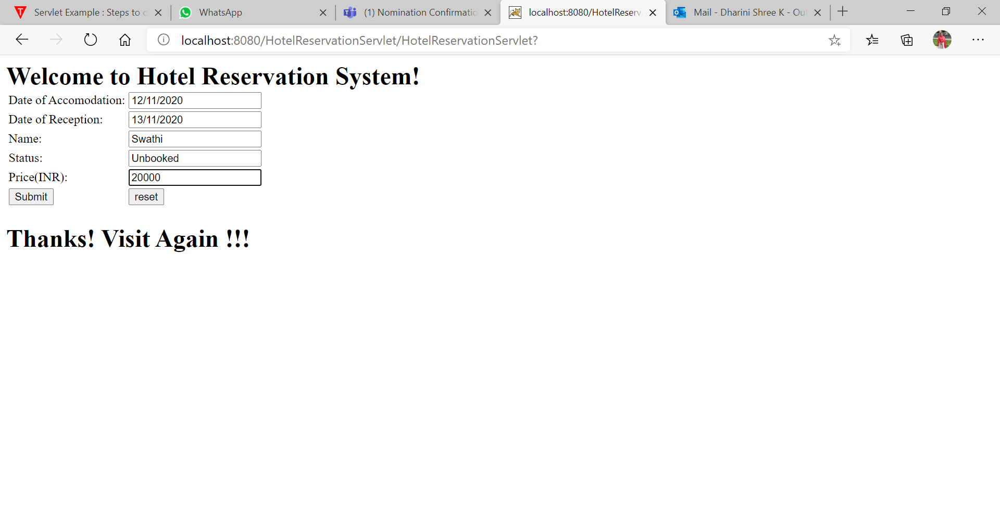 Servlet Example : Steps to c
WhatsApp
(1) Nomination Confirmatio
localhost:8080/HotelReserv
Mail - Dharini Shree K - Out
localhost:8080/HotelReservationServlet/HotelReservationServlet?
Welcome to Hotel Reservation System!
Date of Accomodation: 12/11/2020
Date of Reception: 13/11/2020
Name: Swathi
Status: Unbooked
Price(INR): 20000
Submit reset
Thanks! Visit Again !!!